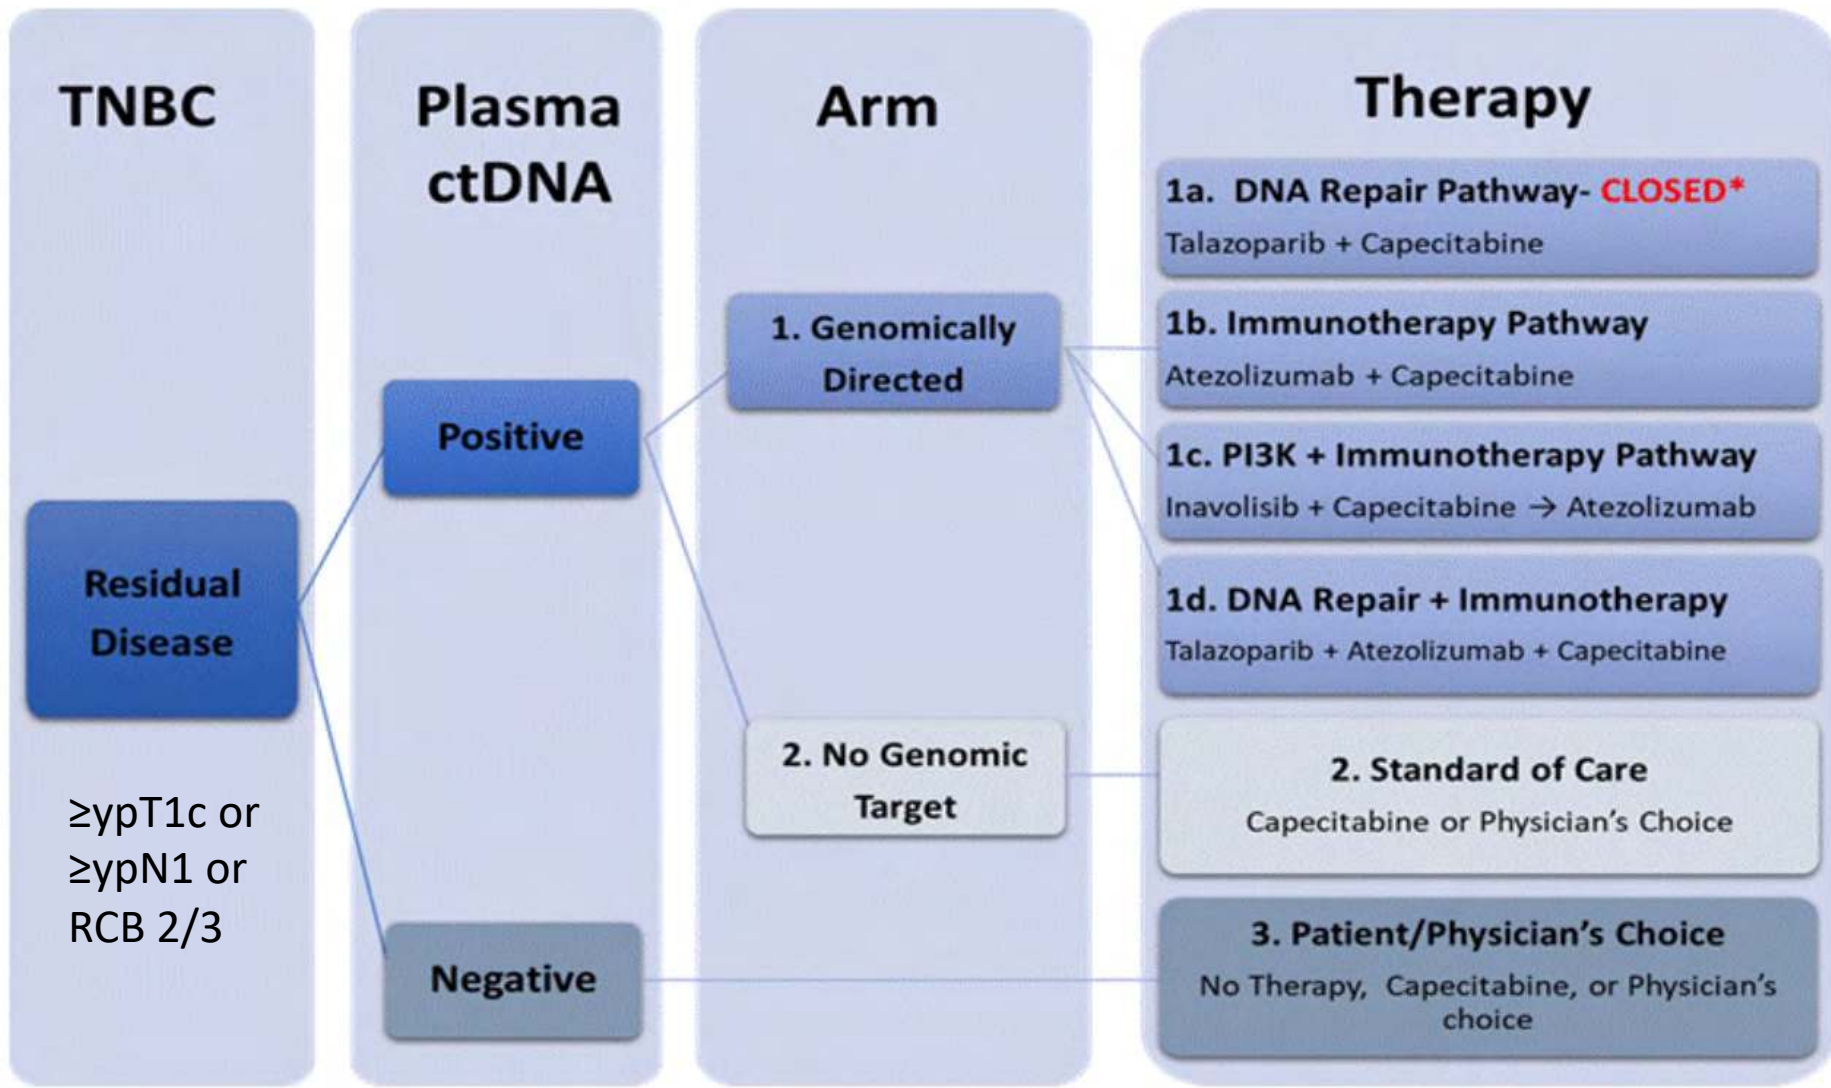 TNBC
Residual
Disease
≥ypT1c or
≥ypN1 or
RCB 2/3
Plasma
ctDNA
Positive
Negative
Arm
1. Genomically
Directed
2. No Genomic
Target
Therapy
1a.  DNA Repair Pathway- CLOSED*
Talazoparib + Capecitabine
1b. Immunotherapy Pathway
Atezolizumab + Capecitabine
1c. PI3K + Immunotherapy Pathway
Inavolisib + Capecitabine → Atezolizumab
1d. DNA Repair + Immunotherapy
Talazoparib + Atezolizumab + Capecitabine
2. Standard of Care
Capecitabine or Physician’s Choice
3. Patient/Physician’s Choice
No Therapy,  Capecitabine, or Physician’s
choice